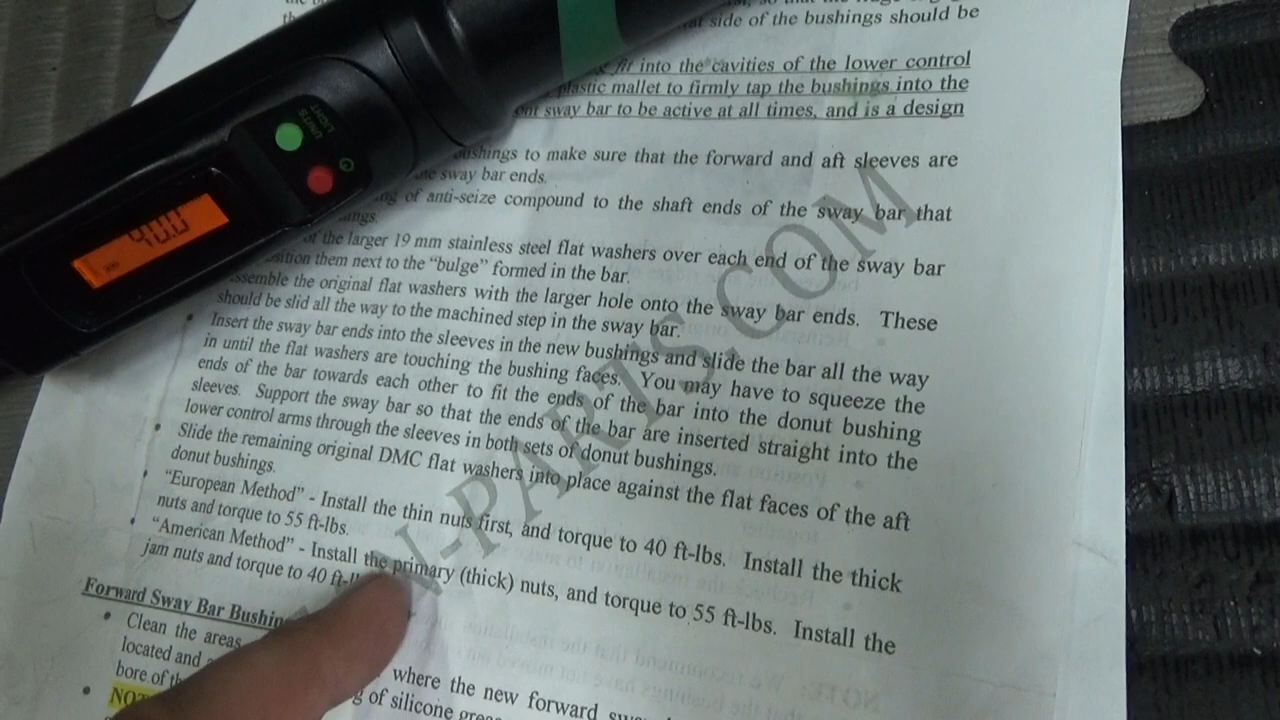 at side of the bushings should be
fit into the cavities of the lower control
plastic mallet to firmly tap the bushings into the
sway bar to be active at all times, and is a design
bushings to make sure that the forward and aft sleeves are
sway bar ends.
of anti-seize compound to the shaft ends of the sway bar that
of the larger 19 mm stainless steel flat washers over each end of the sway bar
them next to the “bulge” formed in the bar.
the original flat washers with the larger hole onto the sway bar ends. These
should be slid all the way to the machined step in the sway bar.
• Insert the sway bar ends into the sleeves in the new bushings and slide the bar all the way
in until the flat washers are touching the bushing faces. You may have to squeeze the
ends of the bar towards each other to fit the ends of the bar into the donut bushing
sleeves. Support the sway bar so that the ends of the bar are inserted straight into the
lower control arms through the sleeves in both sets of donut bushings.
• Slide the remaining original DMC flat washers into place against the flat faces of the aft
donut bushings.
• “European Method” - Install the thin nuts first, and torque to 40 ft-lbs. Install the thick
nuts and torque to 55 ft-lbs.
• “American Method” - Install the primary (thick) nuts, and torque to 55 ft-lbs. Install the
jam nuts and torque to 40 ft-l
Forward Sway Bar Bushin
• Clean the areas where the new forward
located and of silicone
bore of th
• NOT
N-PARTS.COM
UNITS
LIGHT
40.0